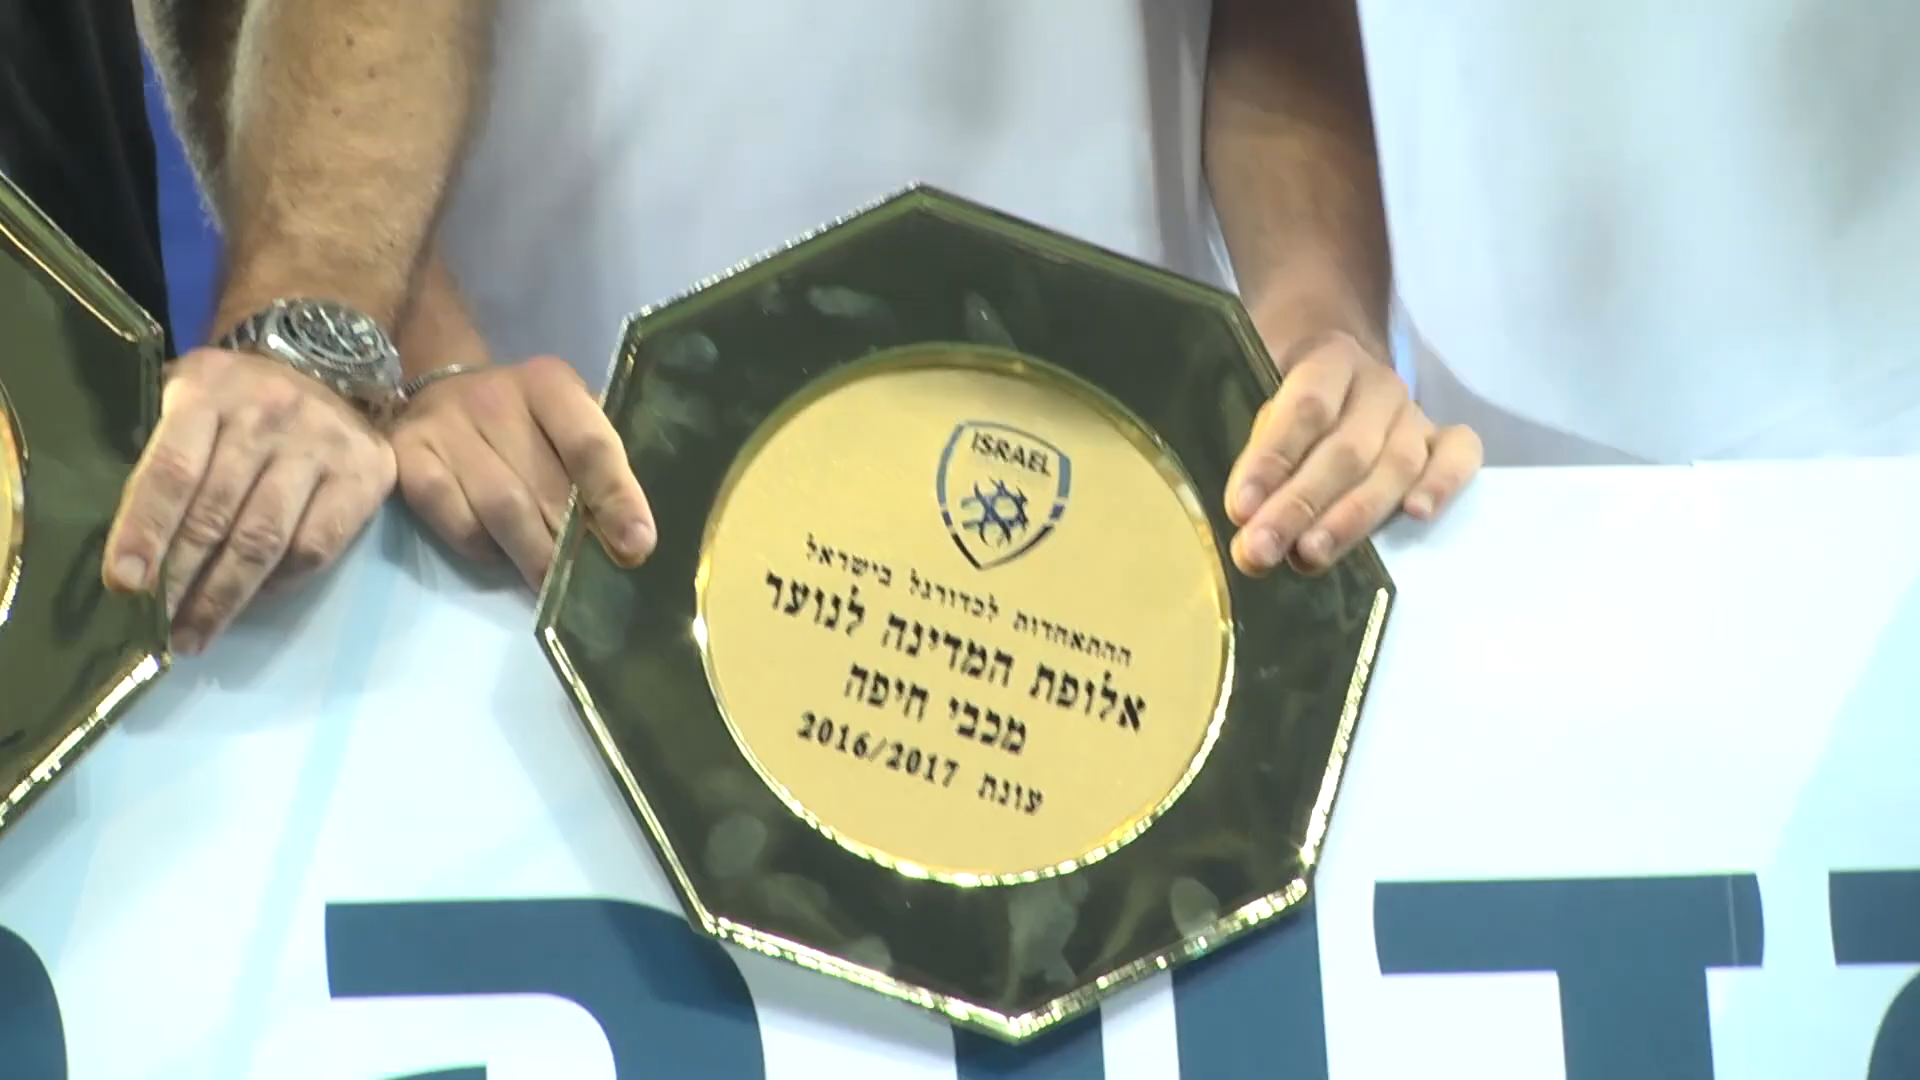 ISRAEL
ההתאחדות לכדורגל בישראל
אלופת המדינה לנוער
מכבי חיפה
עונת 2016/2017